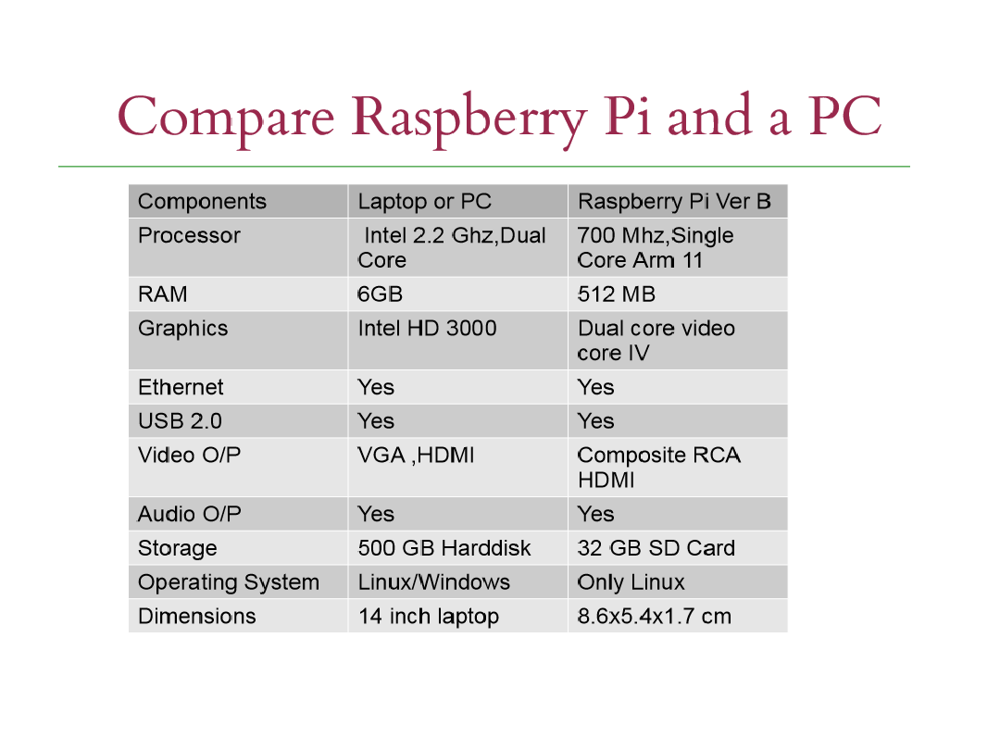 Compare Raspberry Pi and a PC
Components Laptop or PC Raspberry Pi Ver B
Processor Intel 2.2 Ghz,Dual Core 700 Mhz,Single Core Arm 11
RAM 6GB 512 MB
Graphics Intel HD 3000 Dual core video core IV
Ethernet Yes Yes
USB 2.0 Yes Yes
Video O/P VGA ,HDMI Composite RCA HDMI
Audio O/P Yes Yes
Storage 500 GB Harddisk 32 GB SD Card
Operating System Linux/Windows Only Linux
Dimensions 14 inch laptop 8.6x5.4x1.7 cm